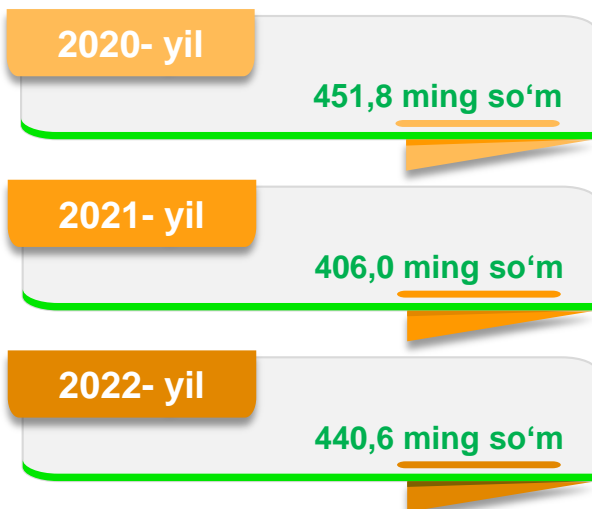 2020- yil
451,8 ming so‘m
2021- yil
406,0 ming so‘m
2022- yil
440,6 ming so‘m